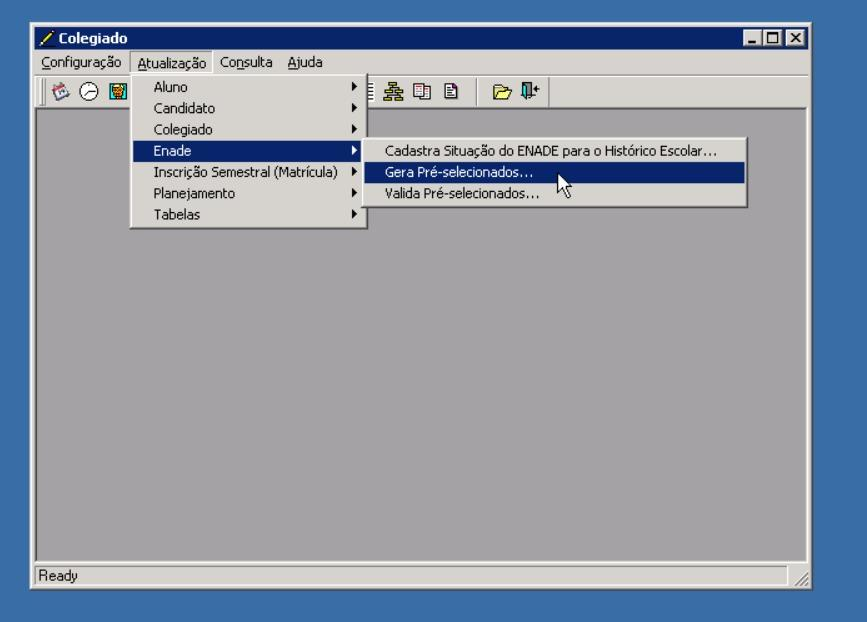 Colegiado
Configuração Atualização Consulta Ajuda
Aluno
Candidato
Colegiado
Enade
Inscrição Semestral (Matrícula)
Planejamento
Tabelas
Cadastra Situação do ENADE para o Histórico Escolar...
Gera Pré-selecionados...
Valida Pré-selecionados...
Ready